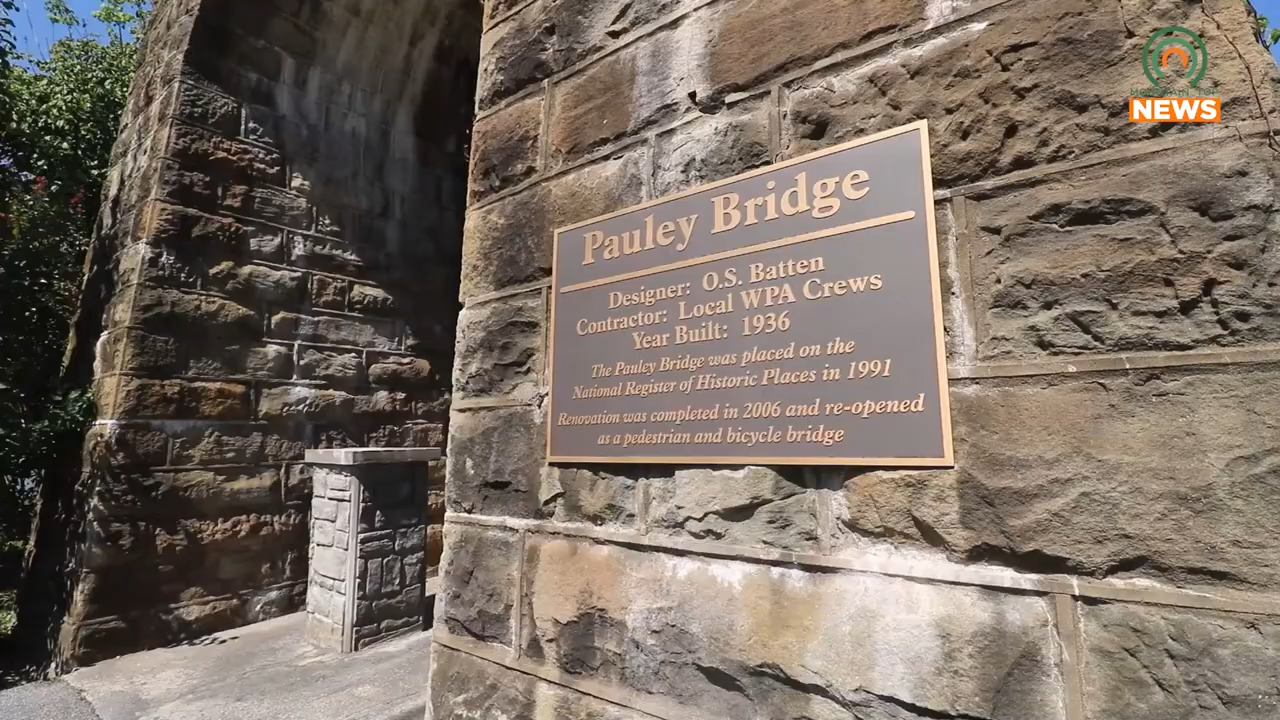 MOUNTAIN TOP
NEWS
Pauley Bridge
Designer: O.S. Batten
Contractor: Local WPA Crews
Year Built: 1936
The Pauley Bridge was placed on the
National Register of Historic Places in 1991
Renovation was completed in 2006 and re-opened
as a pedestrian and bicycle bridge